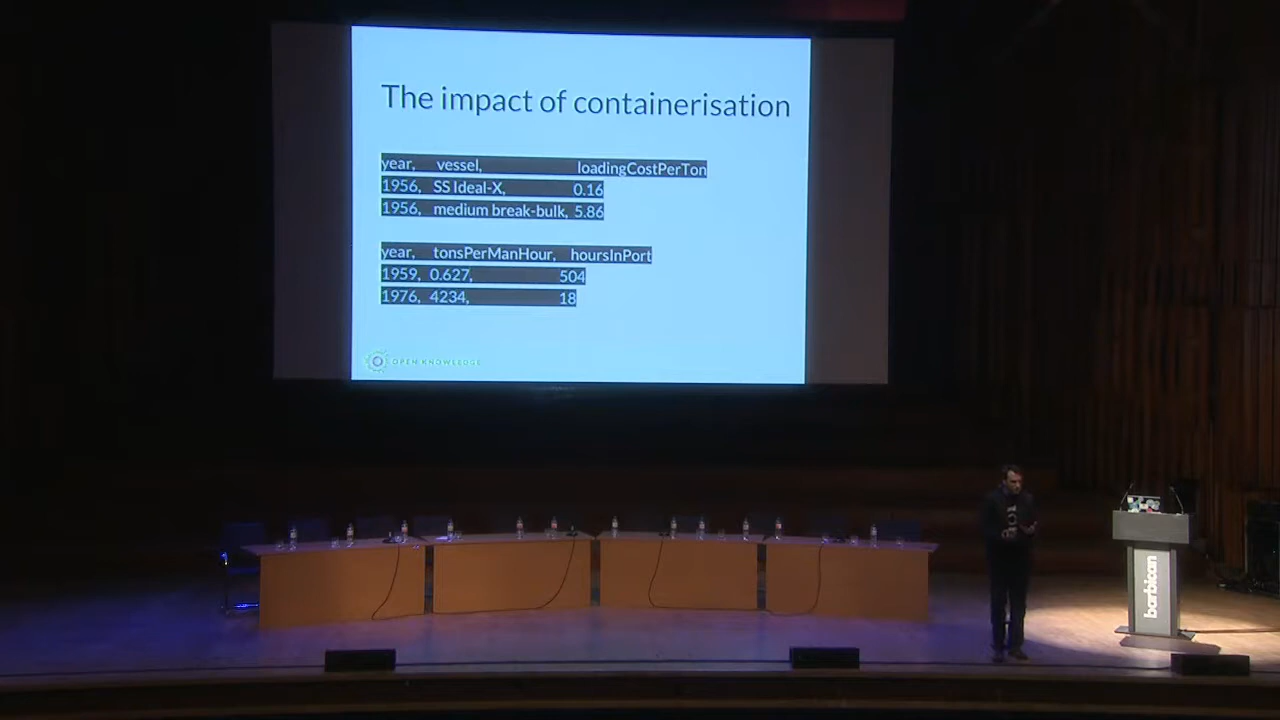 The impact of containerisation
year, vessel, loadingCostPerTon
1956, SS Ideal-X, 0.16
1956, medium break-bulk, 5.86
year, tonsPerManHour, hoursInPort
1959, 0.627, 504
1976, 4234, 18
OPEN KNOWLEDGE
barbican